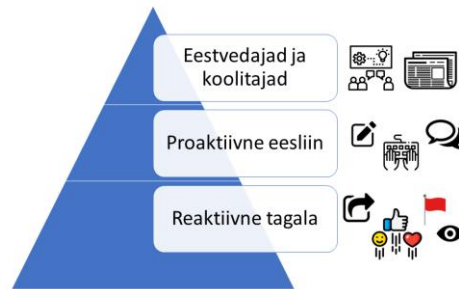 Eestvedajad ja
koolitajad
Proaktiivne eesliin
Reaktiivne tagala